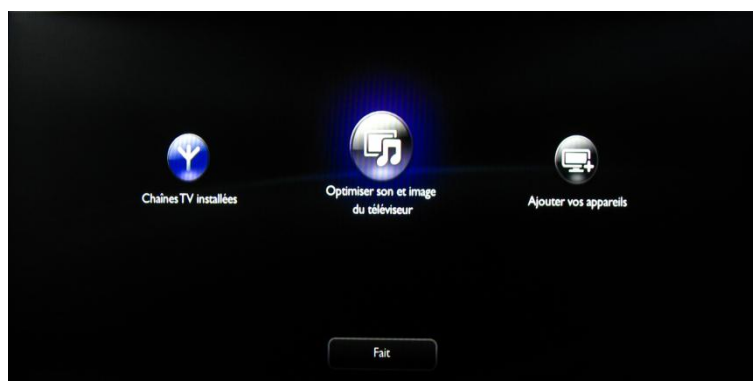 Chaînes TV installées
Optimiser son et image
du téléviseur
Ajouter vos appareils
Fait